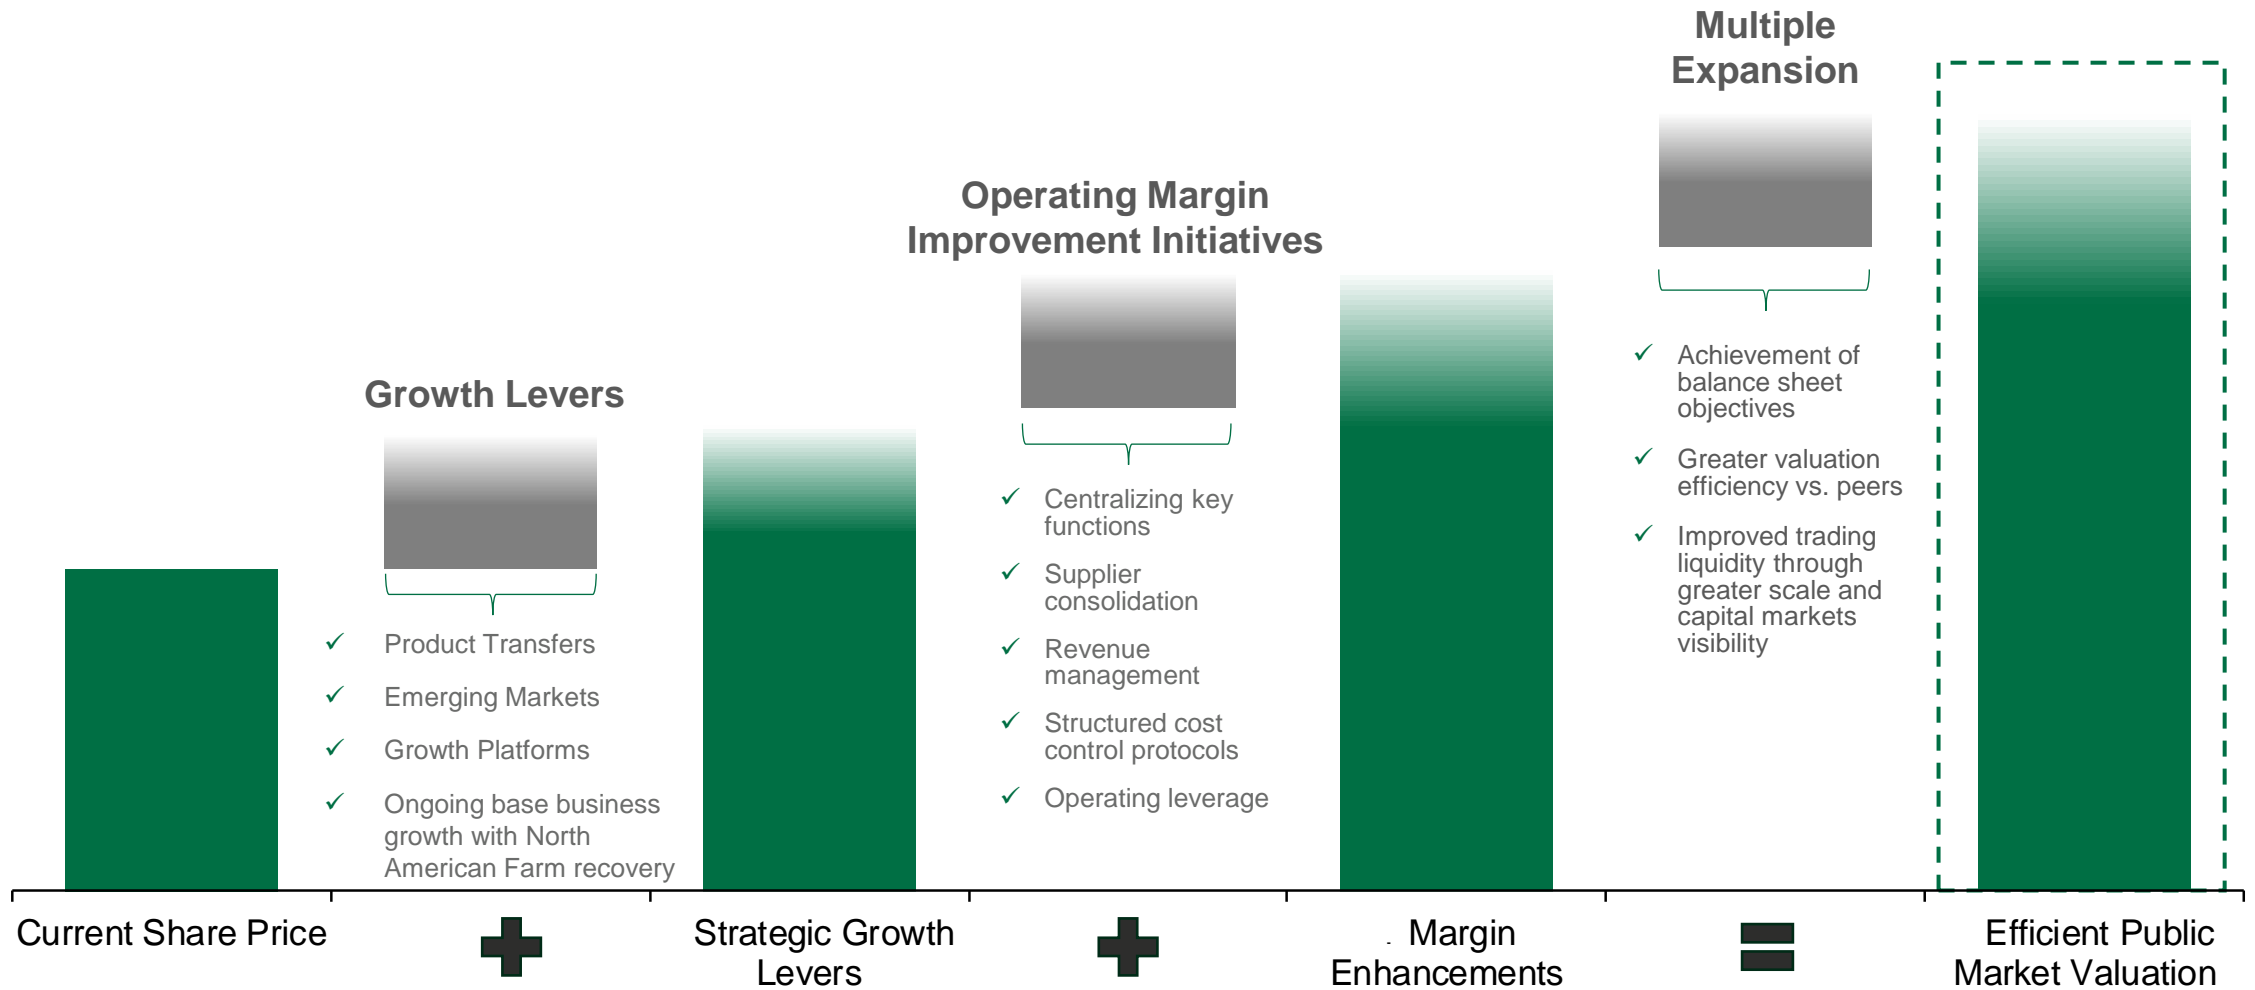 Multiple
Expansion
Operating Margin
Improvement Initiatives
Growth Levers
✓ Product Transfers
✓ Emerging Markets
✓ Growth Platforms
✓ Ongoing base business
growth with North
American Farm recovery
✓ Centralizing key
functions
✓ Supplier
consolidation
✓ Revenue
management
✓ Structured cost
control protocols
✓ Operating leverage
✓ Achievement of
balance sheet
objectives
✓ Greater valuation
efficiency vs. peers
✓ Improved trading
liquidity through
greater scale and
capital markets
visibility
Current Share Price
+
Strategic Growth
Levers
+
. Margin
Enhancements
=
Efficient Public
Market Valuation